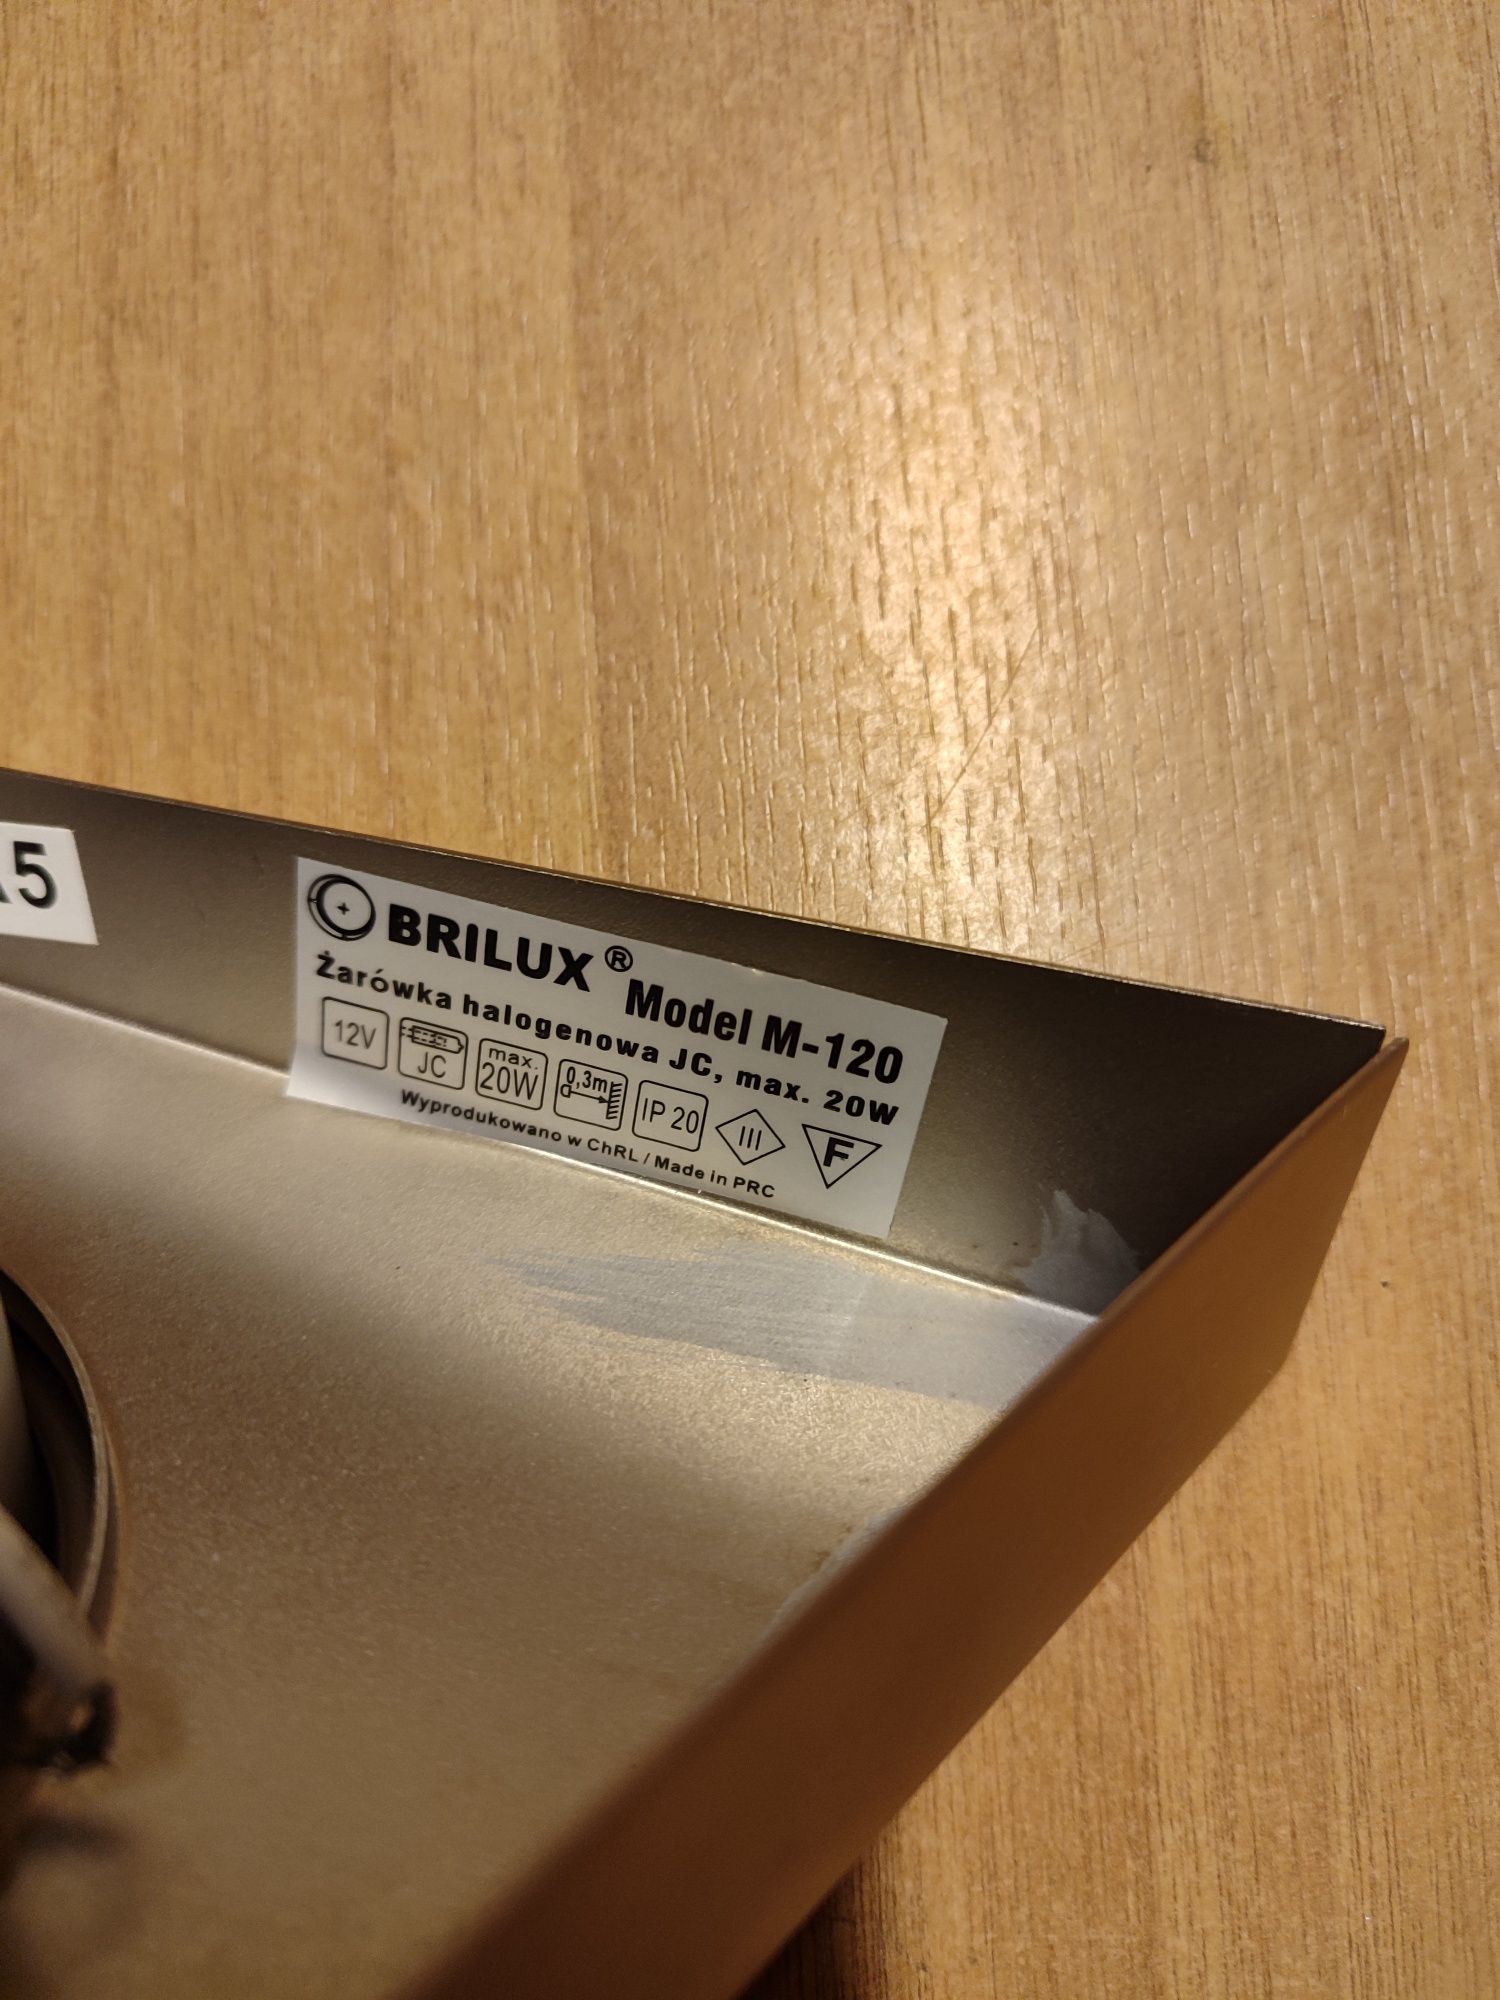 5
BRILUX® Model M-120
Żarówka halogenowa JC, max. 20W
12V JC max. 20W 0,3m IP 20 III F
Wyprodukowano w ChRL / Made in PRC